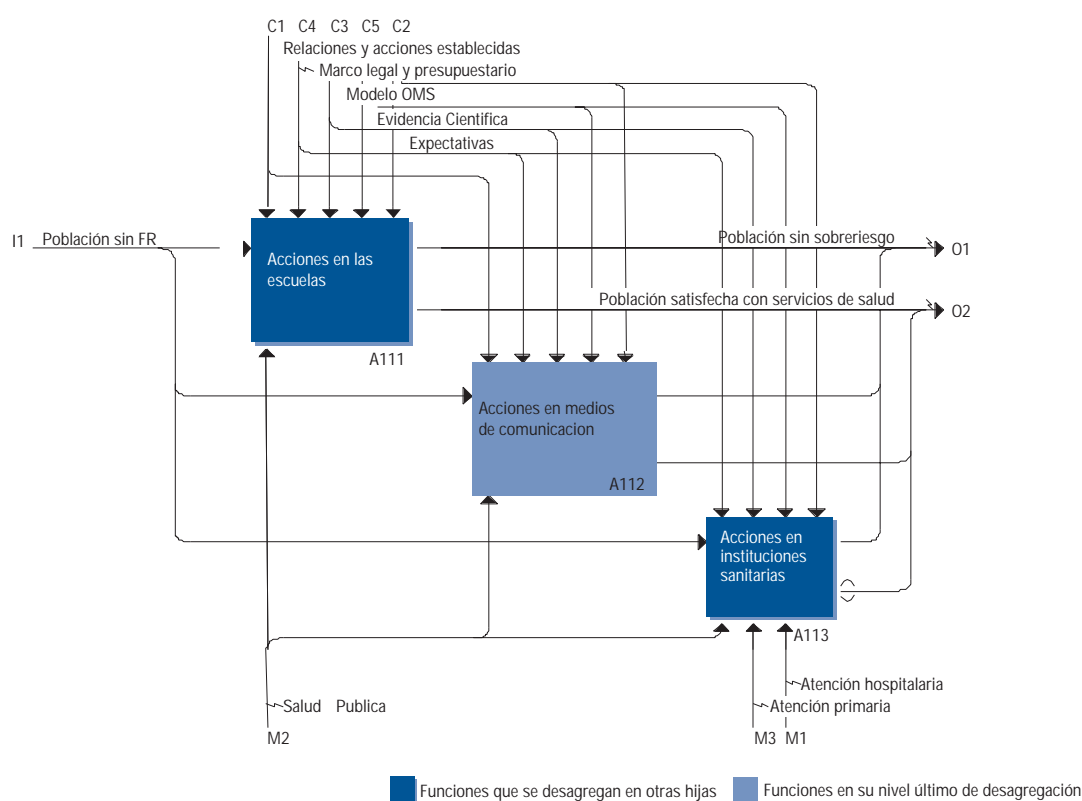 C1 C4 C3 C5 C2
Relaciones y acciones establecidas
Marco legal y presupuestario
Modelo OMS
Evidencia Cientifica
Expectativas
I1
Población sin FR
Acciones en las
escuelas
A111
Población sin sobreriesgo
O1
Población satisfecha con servicios de salud
O2
Acciones en medios
de comunicacion
A112
Acciones en
instituciones
sanitarias
A113
Atención hospitalaria
Salud Publica
Atención primaria
M2
M3 M1
Funciones que se desagregan en otras hijas
Funciones en su nivel último de desagregación